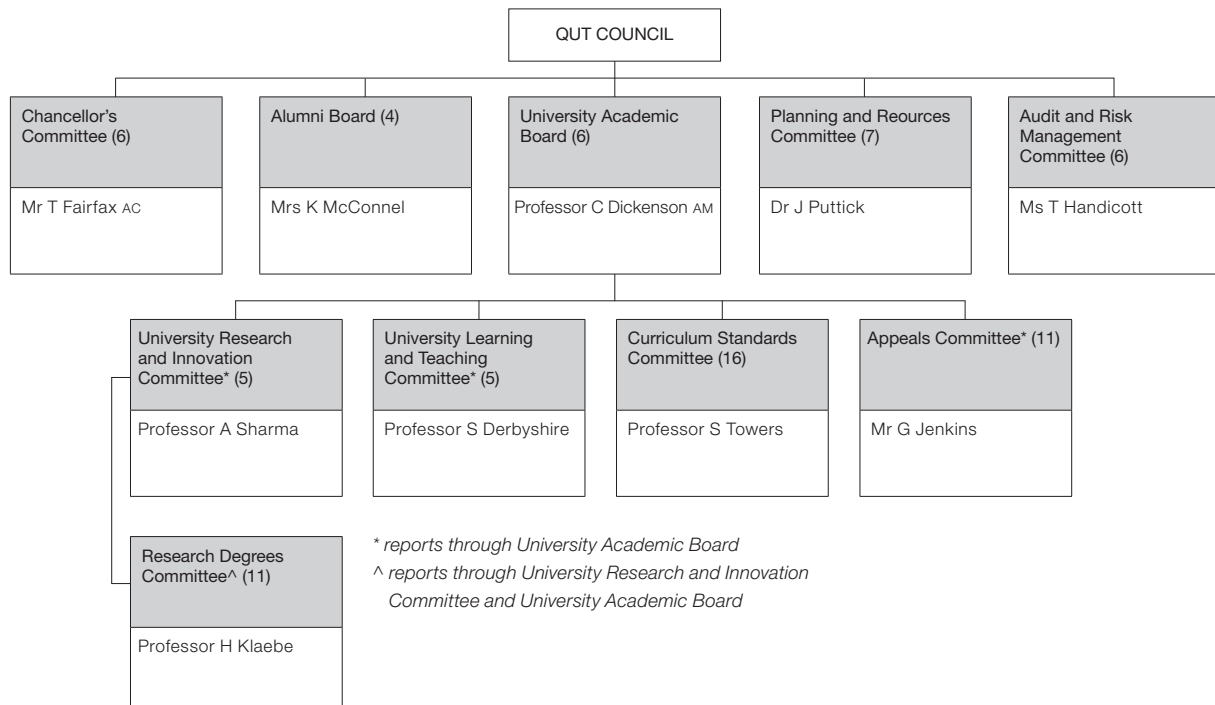 QUT COUNCIL
Chancellor's
Committee (6)
Mr T Fairfax AC
Alumni Board (4)
Mrs K McConnel
University Academic
Board (6)
Professor C Dickenson AM
Planning and Reources
Committee (7)
Dr J Puttick
Audit and Risk
Management
Committee (6)
Ms T Handicott
University Research
and Innovation
Committee* (5)
Professor A Sharma
University Learning
and Teaching
Committee* (5)
Professor S Derbyshire
Curriculum Standards
Committee (16)
Professor S Towers
Appeals Committee* (11)
Mr G Jenkins
Research Degrees
Committee^ (11)
Professor H Klaebe
* reports through University Academic Board
^ reports through University Research and Innovation
Committee and University Academic Board